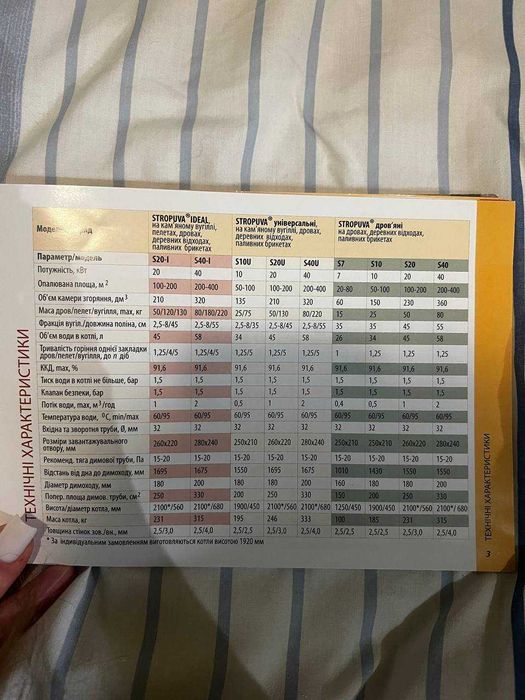 ТЕХНІЧНІ ХАРАКТЕРИСТИКИ
STROPUVA® IDEAL, на кам'яному вугіллі, пелетах, дровах, деревних відходах, паливних брикетах
STROPUVA® універсальні, на кам'яному вугіллі, дровах, деревних відходах, паливних брикетах
STROPUVA® дров'яні на дровах, деревних відходах, паливних брикетах
Параметр/модель S20-I S40-I S10U S20U S40U S7 S10 S20 S40
Потужність, кВт 20 40 10 20 40 7 10 20 40
Опалювана площа, м² 100-200 200-400 50-100 100-200 200-400 20-80 50-100 100-200 200-400
Об'єм камери згоряння, дм³ 210 320 135 210 320 60 150 230 360
Маса дров/пелет/вугілля, max, кг 50/120/130 80/180/220 25/75 50/130 80/220 15 25 50 80
Фракція вугіл./довжина поліна, см 2,5-8/45 2,5-8/55 2,5-8/35 2,5-8/45 2,5-8/55 35 35 45 55
Об'єм води в котлі, л 45 58 34 45 58 26 34 45 58
Тривалість горіння однієї закладки дров/пелет/вугілля, до л діб 1,25/4/5 1,25/4/5 1,25/5 1,25/5 1,25/5 1 1,25 1,25 1,25
ККД, max, % 91,6 91,6 91,6 91,6 91,6 91,6 91,6 91,6 91,6
Тиск води в котлі не більше, бар 1,5 1,5 1,5 1,5 1,5 1,5 1,5 1,5 1,5
Клапан безпеки, бар 1,5 1,5 1,5 1,5 1,5 1,5 1,5 1,5 1,5
Потік води, max, м³/год 1 2 0,5 1 2 0,4 0,5 1 2
Температура води, °C, min/max 60/95 60/95 60/95 60/95 60/95 60/95 60/95 60/95 60/95
Вхідна та зворотня труби, Ø, мм 32 32 32 32 32 32 32 32 32
Розміри завантажувального отвору, мм 260x220 280x240 250x210 260x220 280x240 250x210 250x210 260x220 280x240
Рекоменд. тяга димової труби, Па 15-20 15-20 15-20 15-20 15-20 15-20 15-20 15-20 15-20
Відстань від дна до димоходу, мм 1695 1675 1550 1550 1550 1010 1430 1550 1550
Діаметр димоходу, мм 180 200 160 180 200 160 160 180 200
Попер. площа димов. труби, см² 250 330 200 250 330 150 200 250 330
Висота/діаметр котла, мм 2100*/560 2100*/680 1900/450 2100*/560 2100*/680 1250/450 1900/450 2100*/560 2100*/680
Маса котла, кг 231 315 195 246 333 100 185 231 315
Товщина стінок зов./вн., мм 2,5/3,0 2,5/4,0 2,5/2,5 2,5/3,0 2,5/4,0 2,5/2,5 2,5/2,5 2,5/3,0 2,5/4,0
* За індивідуальним замовленням виготовляються котли висотою 1920 мм
ТЕХНІЧНІ ХАРАКТЕРИСТИКИ
3